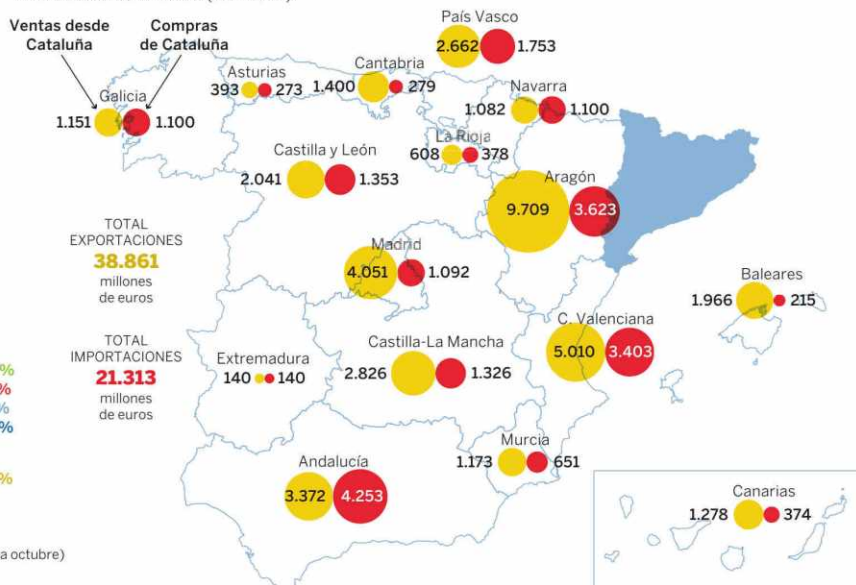 País Vasco
2.662 1.753
Ventas desde
Cataluña
Compras
de Cataluña
Cantabria
1.400 279
Asturias
393 273
Navarra
1.082 1.100
Galicia
1.151 1.100
La Rioja
608 378
Castilla y León
2.041 1.353
Aragón
9.709 3.623
TOTAL
EXPORTACIONES
38.861
millones
de euros
Madrid
4.051 1.092
Baleares
1.966 215
C. Valenciana
5.010 3.403
TOTAL
IMPORTACIONES
21.313
millones
de euros
Castilla-La Mancha
2.826 1.326
Extremadura
140 140
%
%
%
%
%
Murcia
1.173 651
Andalucía
3.372 4.253
Canarias
1.278 374
a octubre)